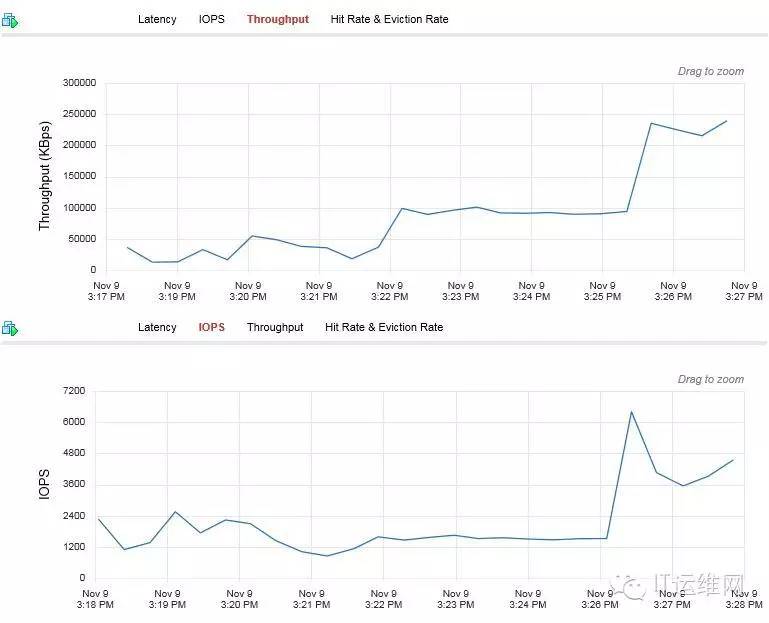 Latency IOPS Throughput Hit Rate & Eviction Rate
Drag to zoom
Throughput (KBps)
300000
250000
200000
150000
100000
50000
0
Nov 9 Nov 9 Nov 9 Nov 9 Nov 9 Nov 9 Nov 9 Nov 9 Nov 9 Nov 9
3:17 PM 3:19 PM 3:20 PM 3:21 PM 3:22 PM 3:23 PM 3:24 PM 3:25 PM 3:26 PM 3:27 PM
Latency IOPS Throughput Hit Rate & Eviction Rate
Drag to zoom
IOPS
7200
6000
4800
3600
2400
1200
0
Nov 9 Nov 9 Nov 9 Nov 9 Nov 9 Nov 9 Nov 9 Nov 9 Nov 9 Nov 9
3:18 PM 3:19 PM 3:20 PM 3:21 PM 3:22 PM 3:23 PM 3:24 PM 3:26 PM 3:27 PM 3:28 PM
IT运维网